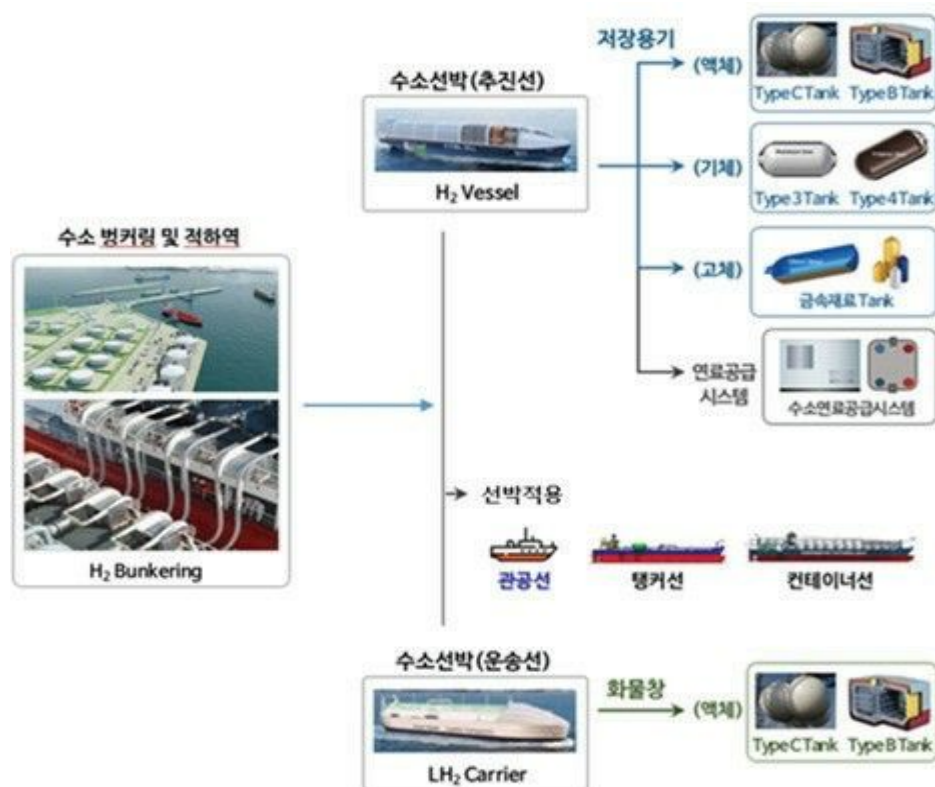 수소 벙커링 및 적하역
H₂ Bunkering
수소선박(추진선)
H₂ Vessel
저장용기
(액체)
Type C Tank
Type B Tank
(기체)
Type 3 Tank
Type 4 Tank
(고체)
금속재료 Tank
연료공급
시스템
수소연료공급시스템
선박적용
관공선
탱커선
컨테이너선
수소선박(운송선)
LH₂ Carrier
화물창
(액체)
Type C Tank
Type B Tank